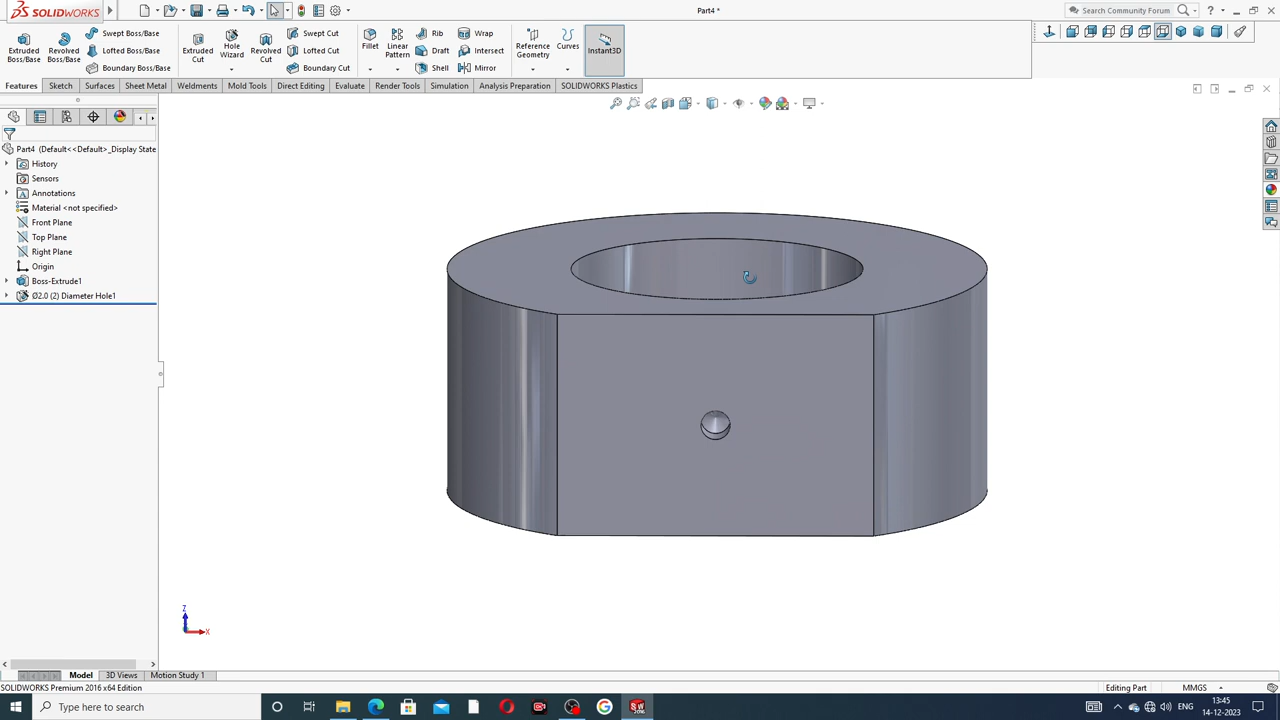 SOLIDWORKS
Part4 *
Search Community Forum
Extruded Boss/Base
Revolved Boss/Base
Swept Boss/Base
Lofted Boss/Base
Boundary Boss/Base
Extruded Cut
Hole Wizard
Revolved Cut
Swept Cut
Lofted Cut
Boundary Cut
Fillet
Linear Pattern
Rib
Draft
Shell
Wrap
Intersect
Mirror
Reference Geometry
Curves
Instant3D
Features Sketch Surfaces Sheet Metal Weldments Mold Tools Direct Editing Evaluate Render Tools Simulation Analysis Preparation SOLIDWORKS Plastics
Part4 (Default<<Default>_Display State
History
Sensors
Annotations
Material <not specified>
Front Plane
Top Plane
Right Plane
Origin
Boss-Extrude1
Ø2.0 (2) Diameter Hole1
Z
X
Model 3D Views Motion Study 1
SOLIDWORKS Premium 2016 x64 Edition
Editing Part
MMGS
Type here to search
ENG
13:45
14-12-2023